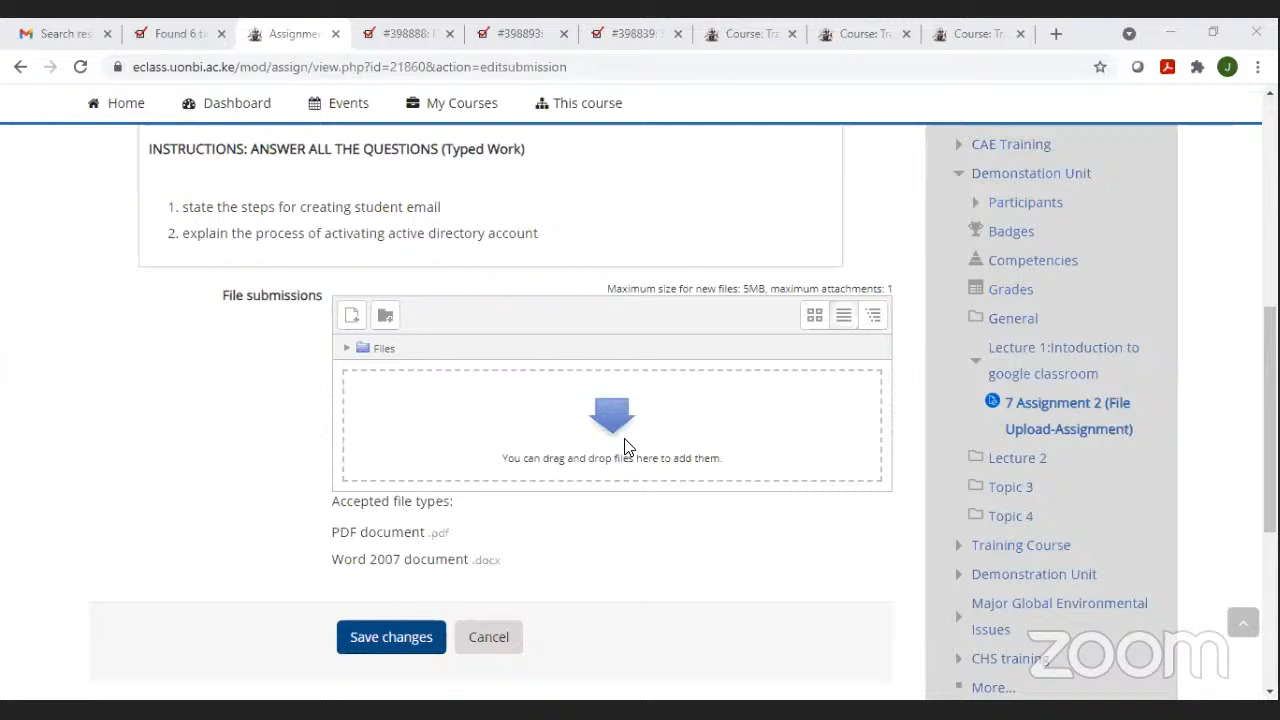 Search res
Found 6 ti
Assignme
#398888:
#398893:
#398839:
Course: Tra
Course: Tra
Course: Tr
eclass.uonbi.ac.ke/mod/assign/view.php?id=21860&action=editsubmission
J
Home
Dashboard
Events
My Courses
This course
INSTRUCTIONS: ANSWER ALL THE QUESTIONS (Typed Work)
1. state the steps for creating student email
2. explain the process of activating active directory account
File submissions
Maximum size for new files: 5MB, maximum attachments: 1
Files
You can drag and drop files here to add them.
Accepted file types:
PDF document .pdf
Word 2007 document .docx
Save changes
Cancel
CAE Training
Demonstation Unit
Participants
Badges
Competencies
Grades
General
Lecture 1:Intoduction to
google classroom
7 Assignment 2 (File
Upload-Assignment)
Lecture 2
Topic 3
Topic 4
Training Course
Demonstration Unit
Major Global Environmental
Issues
CHS training
More...
zoom